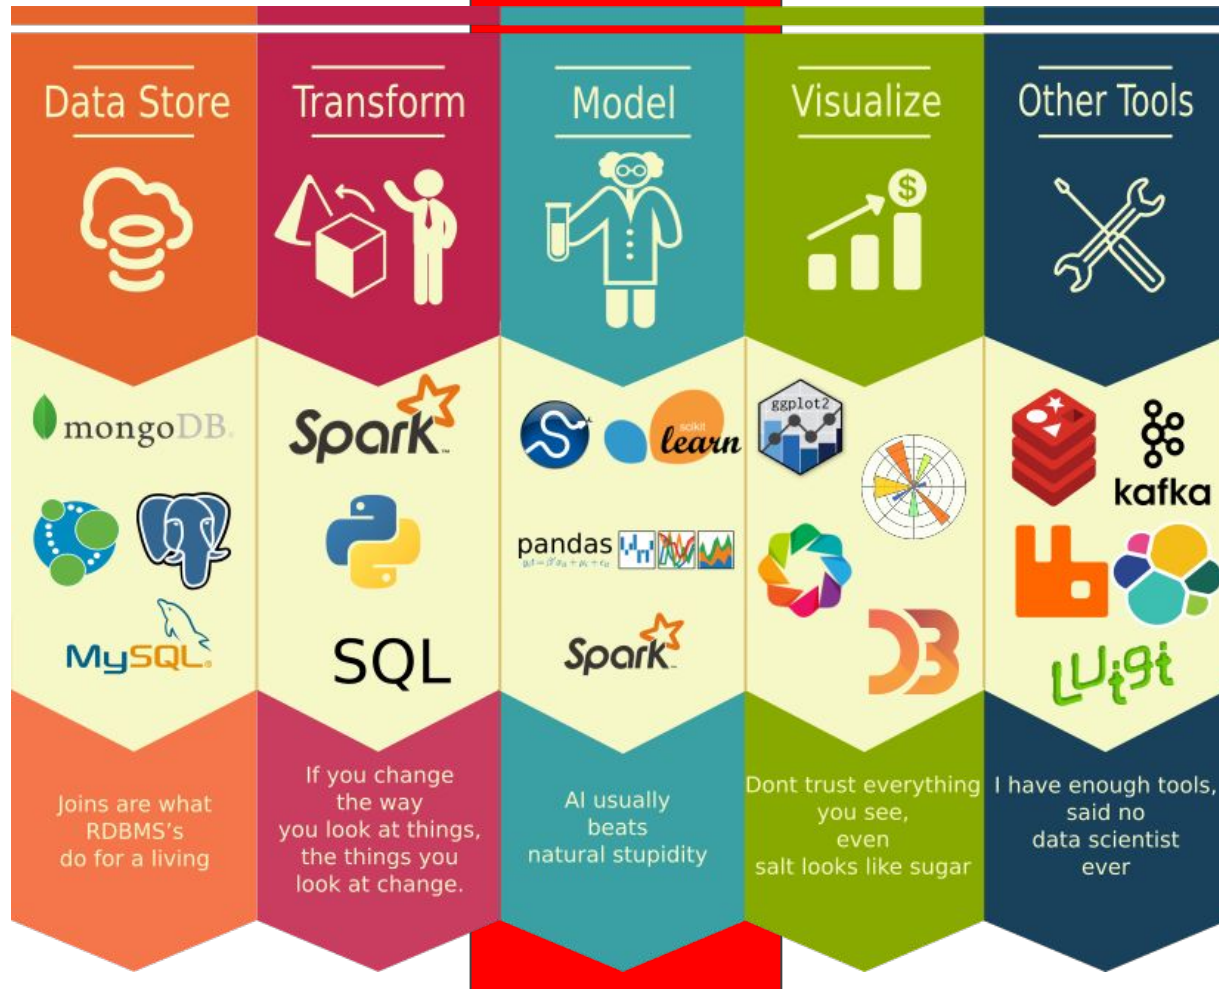 Data Store
Transform
Model
Visualize
Other Tools
$
mongoDB
MySQL
Spark
SQL
S
scikit
learn
pandas
Spark
ggplot2
D3
kafka
Luigi
Joins are what
RDBMS's
do for a living
If you change
the way
you look at things,
the things you
look at change.
AI usually
beats
natural stupidity
Dont trust everything
you see,
even
salt looks like sugar
I have enough tools,
said no
data scientist
ever